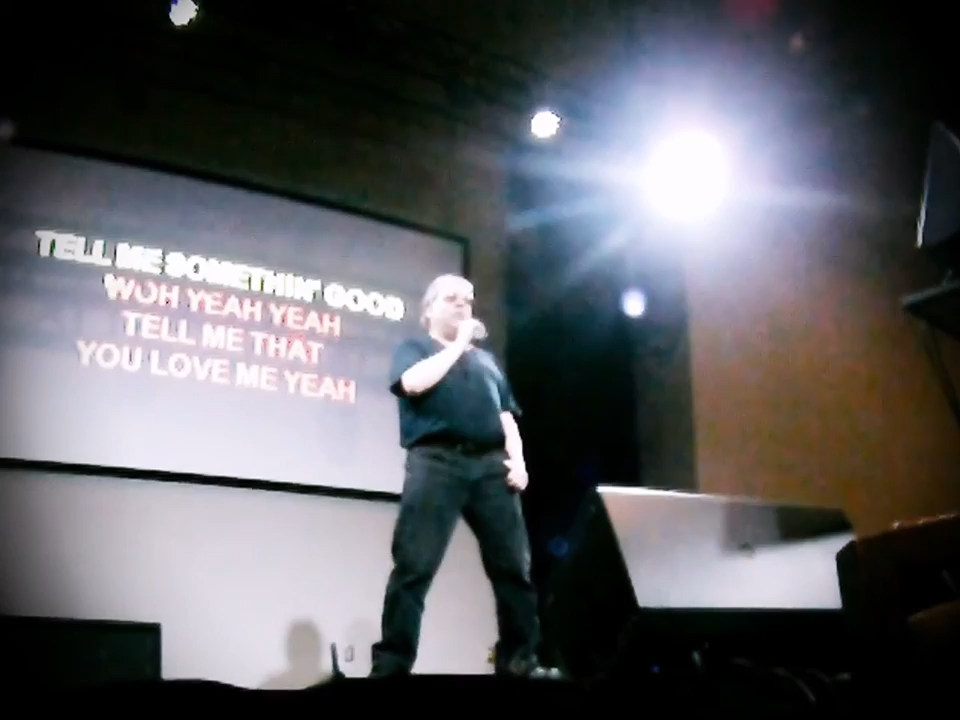 TELL ME SOMETHIN' GOOD
WOH YEAH YEAH
TELL ME THAT
YOU LOVE ME YEAH